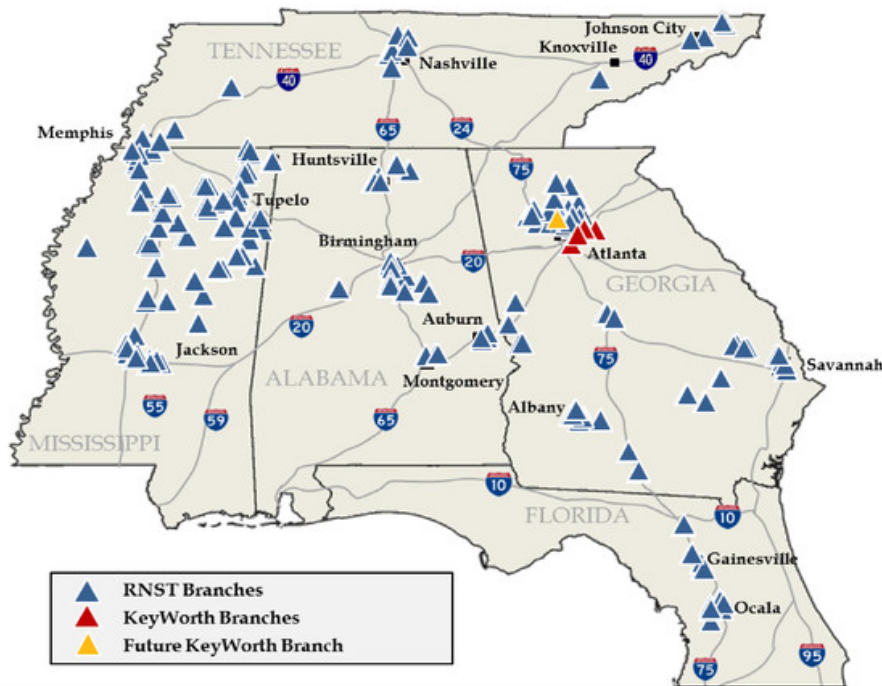 Johnson City
TENNESSEE
Knoxville
Nashville
40
40
Memphis
65
24
Huntsville
75
Tupelo
Birmingham
20
Atlanta
GEORGIA
Auburn
20
75
Jackson
ALABAMA
Montgomery
Savannah
55
59
65
Albany
MISSISSIPPI
10
FLORIDA
10
Gainesville
Ocala
75
95
RNST Branches
KeyWorth Branches
Future KeyWorth Branch